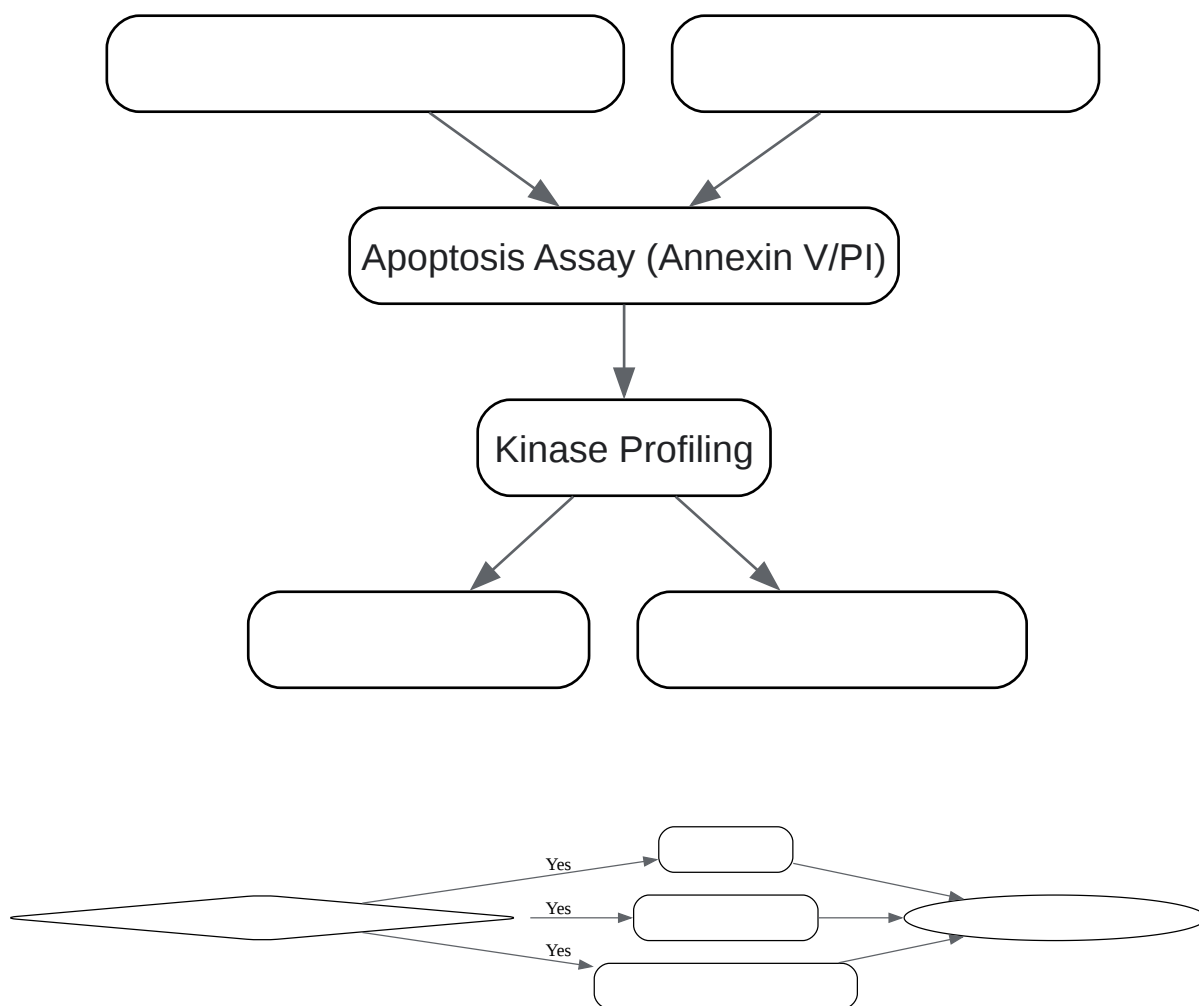 Apoptosis Assay (Annexin V/PI)
Kinase Profiling
Yes
Yes
Yes